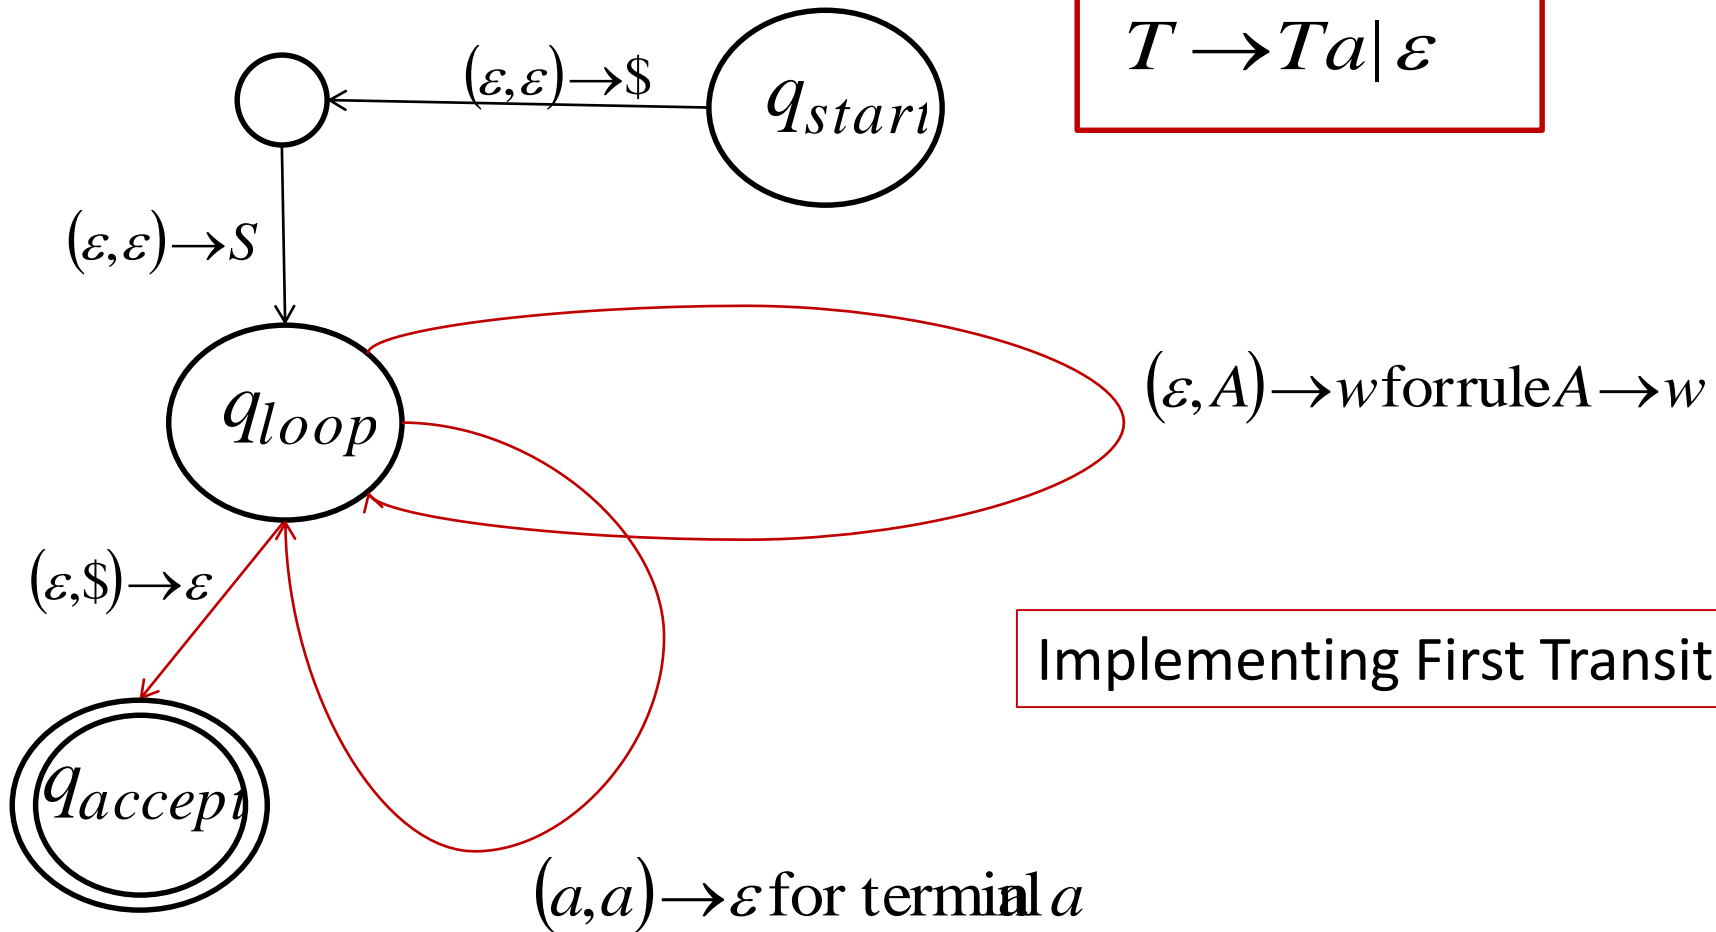 T → Ta | ε
(ε,ε) → $
q_start
(ε,ε) → S
(ε, A) → w for rule A → w
q_loop
(ε,$) → ε
Implementing First Transit
q_accept
(a,a) → ε for terminal a